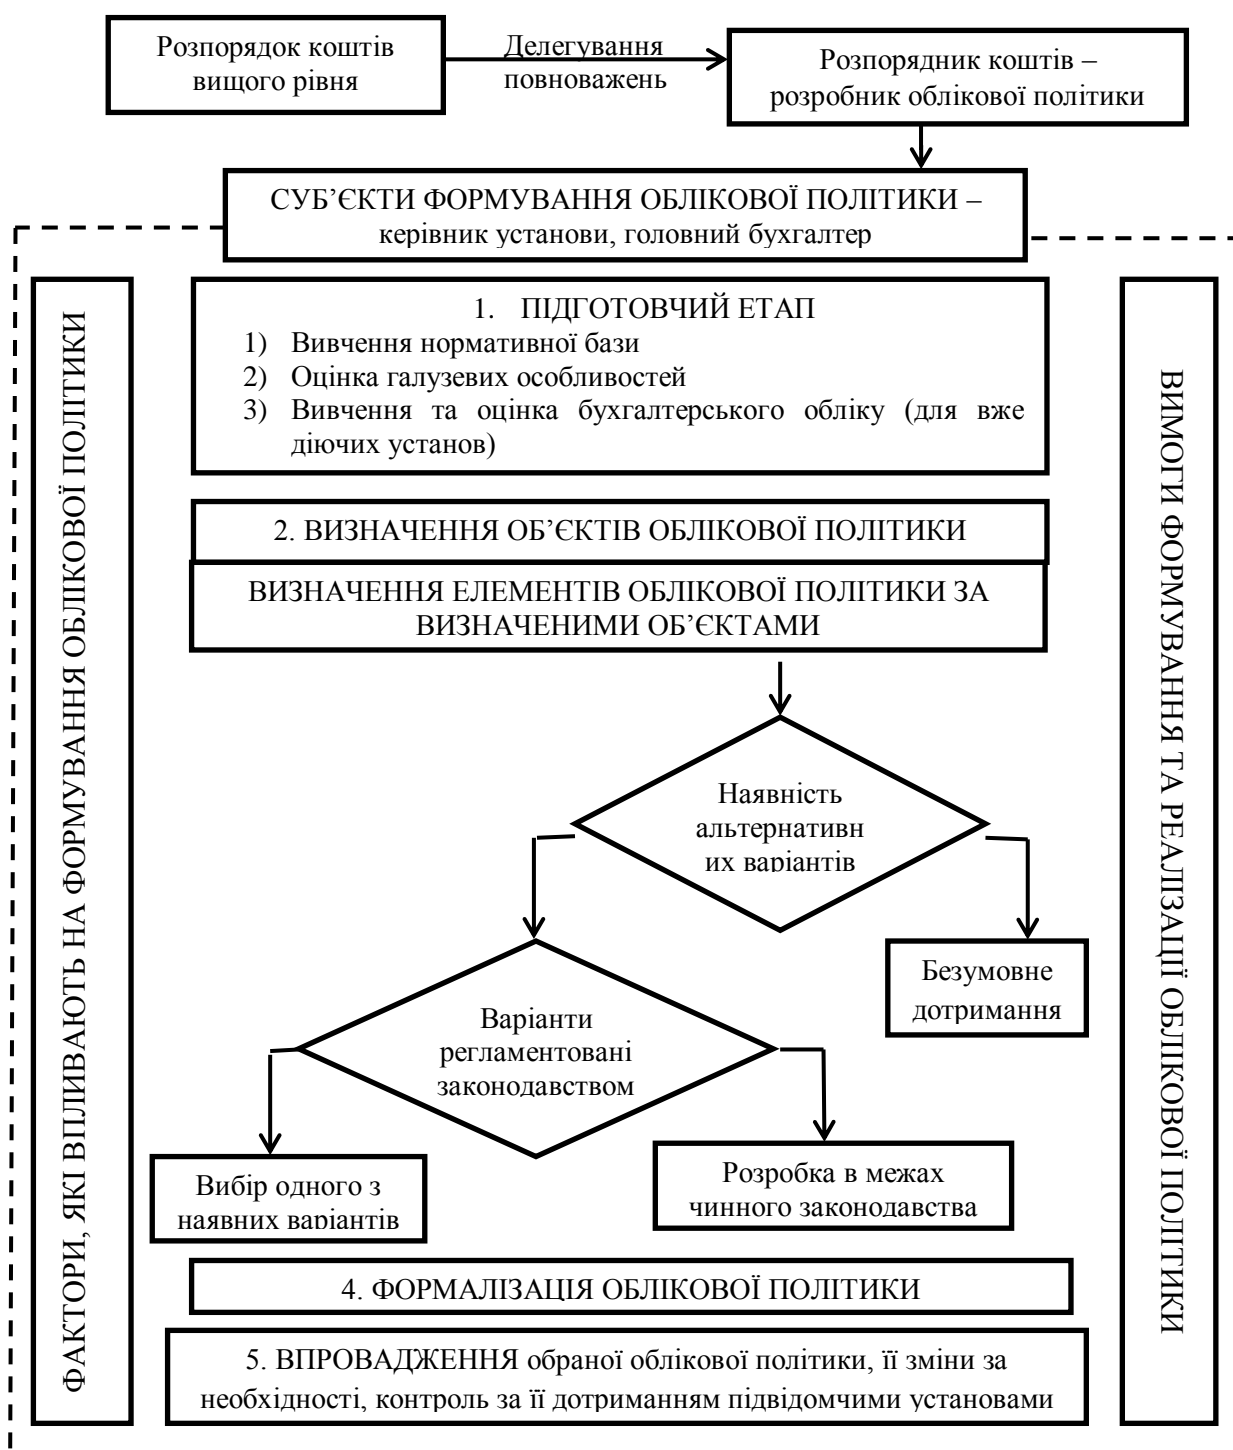 Розпорядок коштів
вищого рівня
Делегування
повноважень
Розпорядник коштів –
розробник облікової політики
СУБ’ЄКТИ ФОРМУВАННЯ ОБЛІКОВОЇ ПОЛІТИКИ –
керівник установи, головний бухгалтер
ФАКТОРИ, ЯКІ ВПЛИВАЮТЬ НА ФОРМУВАННЯ ОБЛІКОВОЇ ПОЛІТИКИ
1. ПІДГОТОВЧИЙ ЕТАП
1) Вивчення нормативної бази
2) Оцінка галузевих особливостей
3) Вивчення та оцінка бухгалтерського обліку (для вже
діючих установ)
2. ВИЗНАЧЕННЯ ОБ’ЄКТІВ ОБЛІКОВОЇ ПОЛІТИКИ
ВИЗНАЧЕННЯ ЕЛЕМЕНТІВ ОБЛІКОВОЇ ПОЛІТИКИ ЗА
ВИЗНАЧЕНИМИ ОБ’ЄКТАМИ
Наявність
альтернативн
их варіантів
Безумовне
дотримання
Варіанти
регламентовані
законодавством
Вибір одного з
наявних варіантів
Розробка в межах
чинного законодавства
4. ФОРМАЛІЗАЦІЯ ОБЛІКОВОЇ ПОЛІТИКИ
5. ВПРОВАДЖЕННЯ обраної облікової політики, її зміни за
необхідності, контроль за її дотриманням підвідомчими установами
ВИМОГИ ФОРМУВАННЯ ТА РЕАЛІЗАЦІЇ ОБЛІКОВОЇ ПОЛІТИКИ